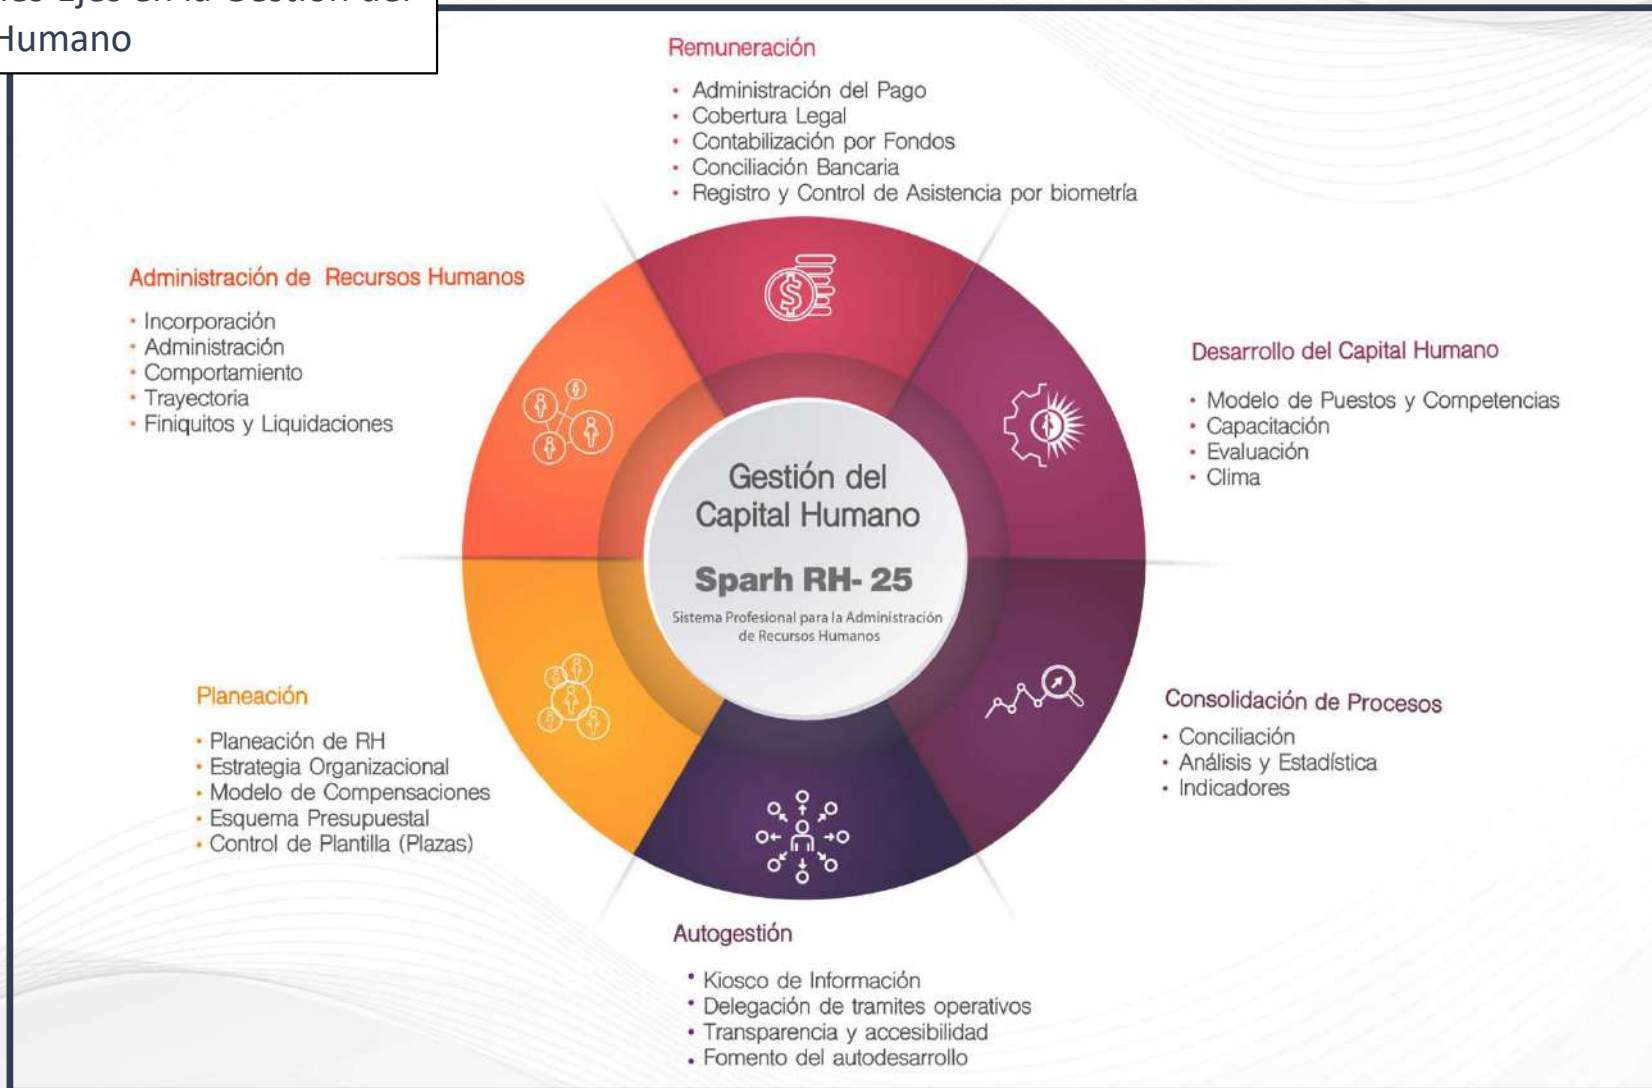 Humano
Remuneración
• Administración del Pago
• Cobertura Legal
• Contabilización por Fondos
• Conciliación Bancaria
• Registro y Control de Asistencia por biometría
Administración de Recursos Humanos
• Incorporación
• Administración
• Comportamiento
• Trayectoria
• Finiquitos y Liquidaciones
Desarrollo del Capital Humano
• Modelo de Puestos y Competencias
• Capacitación
• Evaluación
• Clima
Gestión del
Capital Humano
Sparh RH- 25
Sistema Profesional para la Administración
de Recursos Humanos
Planeación
• Planeación de RH
• Estrategia Organizacional
• Modelo de Compensaciones
• Esquema Presupuestal
• Control de Plantilla (Plazas)
Consolidación de Procesos
• Conciliación
• Análisis y Estadística
• Indicadores
Autogestión
• Kiosco de Información
• Delegación de tramites operativos
• Transparencia y accesibilidad
• Fomento del autodesarrollo